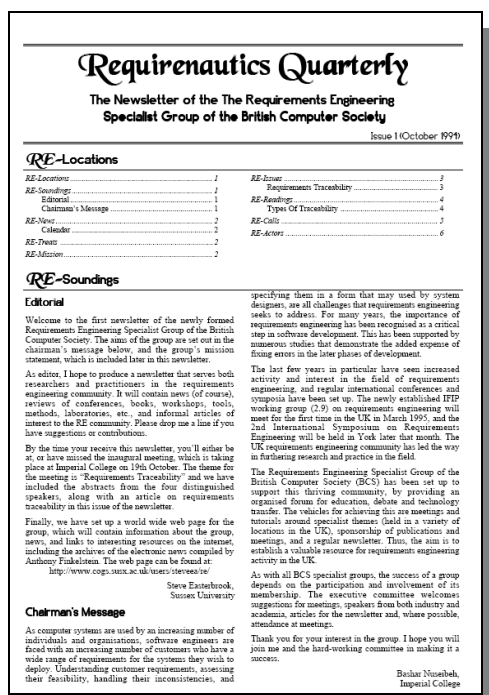 Requirenautics Quarterly
The Newsletter of the The Requirements Engineering
Specialist Group of the British Computer Society
Issue 1 (October 1994)
RE-Locations
RE-Locations 1
RE-Soundings 1
Editorial 1
Chairman's Message 1
RE-News 2
Calendar 2
RE-Treats 2
RE-Mission 2
RE-Issues 3
Requirements Traceability 3
RE-Readings 4
Types Of Traceability 4
RE-Calls 5
RE-Actors 6
RE-Soundings
Editorial
Welcome to the first newsletter of the newly formed
Requirements Engineering Specialist Group of the British
Computer Society. The aims of the group are set out in the
chairman's message below, and the group's mission
statement, which is included later in this newsletter.
As editor, I hope to produce a newsletter that serves both
researchers and practitioners in the requirements
engineering community. It will contain news (of course),
reviews of conferences, books, workshops, tools,
methods, laboratories, etc., and informal articles of
interest to the RE community. Please drop me a line if you
have suggestions or contributions.
By the time your receive this newsletter, you'll either be
at, or have missed the inaugural meeting, which is taking
place at Imperial College on 19th October. The theme for
the meeting is "Requirements Traceability" and we have
included the abstracts from the four distinguished
speakers, along with an article on requirements
traceability in this issue of the newsletter.
Finally, we have set up a world wide web page for the
group, which will contain information about the group,
news, and links to interesting resources on the internet,
including the archives of the electronic news compiled by
Anthony Finkelstein. The web page can be found at:
http://www.cogs.susx.ac.uk/users/stevea/re/
Steve Easterbrook,
Sussex University
Chairman's Message
As computer systems are used by an increasing number of
individuals and organisations, software engineers are
faced with an increasing number of customers who have a
wide range of requirements for the systems they wish to
deploy. Understanding customer requirements, assessing
their feasibility, handling their inconsistencies, and
specifying them in a form that may used by system
designers, are all challenges that requirements engineering
seeks to address. For many years, the importance of
requirements engineering has been recognised as a critical
step in software development. This has been supported by
numerous studies that demonstrate the added expense of
fixing errors in the later phases of development.
The last few years in particular have seen increased
activity and interest in the field of requirements
engineering, and regular international conferences and
symposia have been set up. The newly established IFIP
working group (2.9) on requirements engineering will
meet for the first time in the UK in March 1995, and the
2nd International Symposium on Requirements
Engineering will be held in York later that month. The
UK requirements engineering community has led the way
in furthering research and practice in the field.
The Requirements Engineering Specialist Group of the
British Computer Society (BCS) has been set up to
support this thriving community, by providing an
organised forum for education, debate and technology
transfer. The vehicles for achieving this are meetings and
tutorials around specialist themes (held in a variety of
locations in the UK), sponsorship of publications and
meetings, and a regular newsletter. Thus, the aim is to
establish a valuable resource for requirements engineering
activity in the UK.
As with all BCS specialist groups, the success of a group
depends on the participation and involvement of its
membership. The executive committee welcomes
suggestions for meetings, speakers from both industry and
academia, articles for the newsletter and, where possible,
attendance at meetings.
Thank you for your interest in the group. I hope you will
join me and the hard-working committee in making it a
success.
Bashar Nuseibeh,
Imperial College